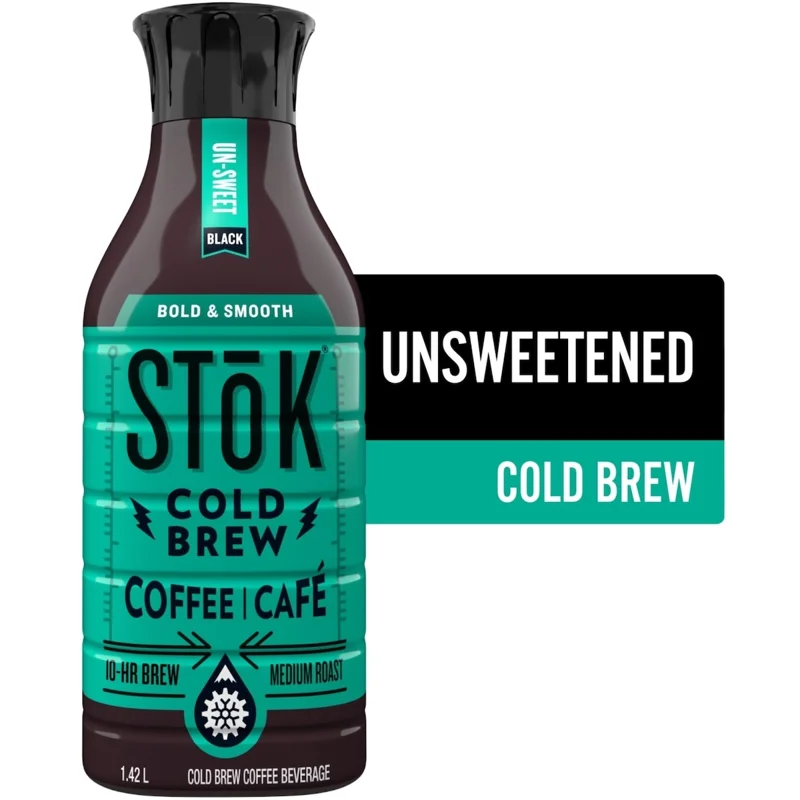 UN-SWEET
BLACK
BOLD & SMOOTH
STōK®
COLD
BREW
COFFEE | CAFÉ
10-HR BREW
MEDIUM ROAST
1.42 L
COLD BREW COFFEE BEVERAGE
UNSWEETENED
COLD BREW